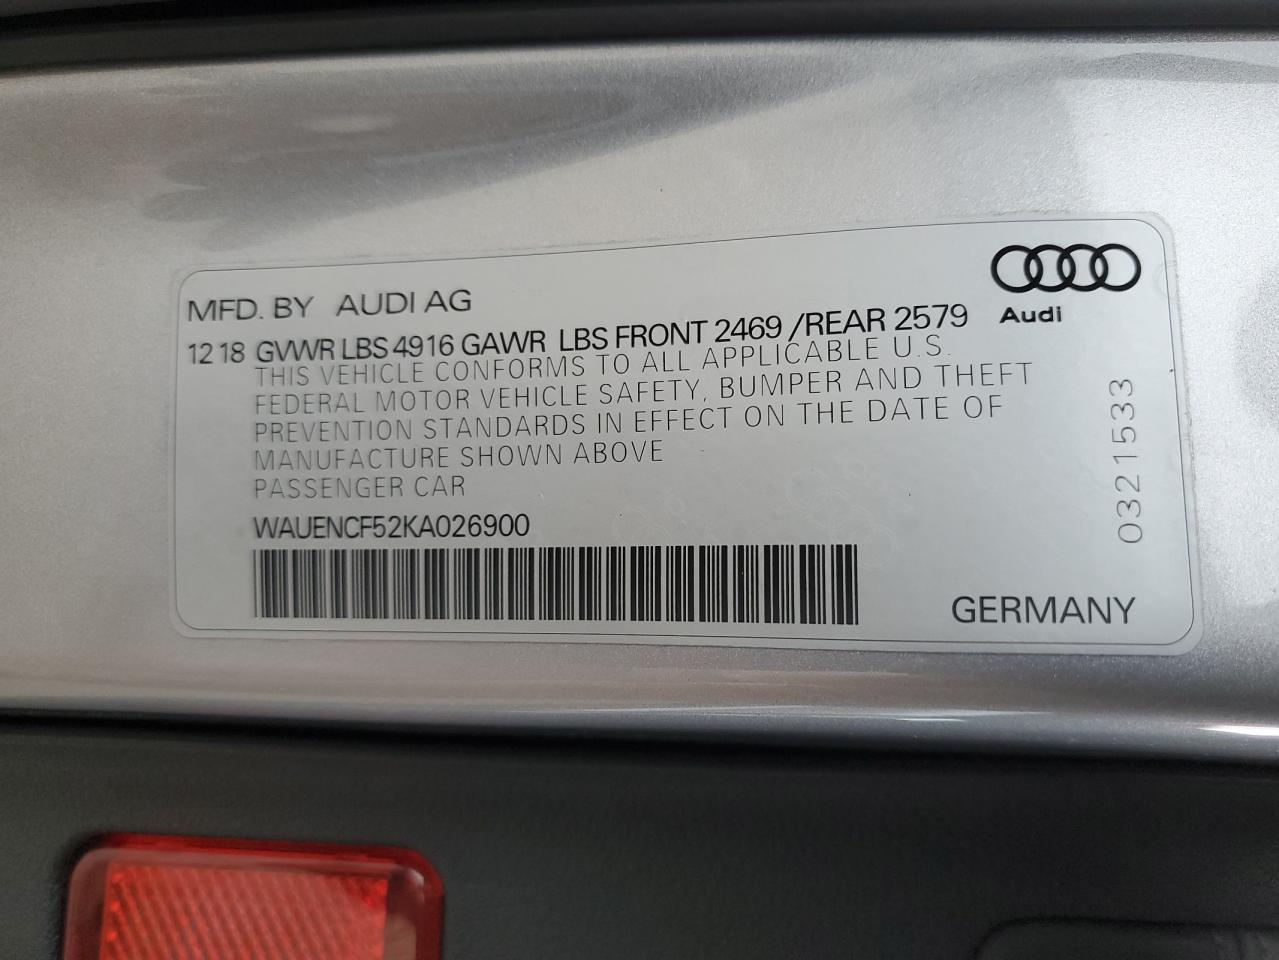 MFD. BY AUDI AG
Audi
12 18 GVWR LBS 4916 GAWR LBS FRONT 2469 /REAR 2579
THIS VEHICLE CONFORMS TO ALL APPLICABLE U.S.
FEDERAL MOTOR VEHICLE SAFETY, BUMPER AND THEFT
PREVENTION STANDARDS IN EFFECT ON THE DATE OF
MANUFACTURE SHOWN ABOVE
PASSENGER CAR
WAUENCF52KA026900
0321533
GERMANY